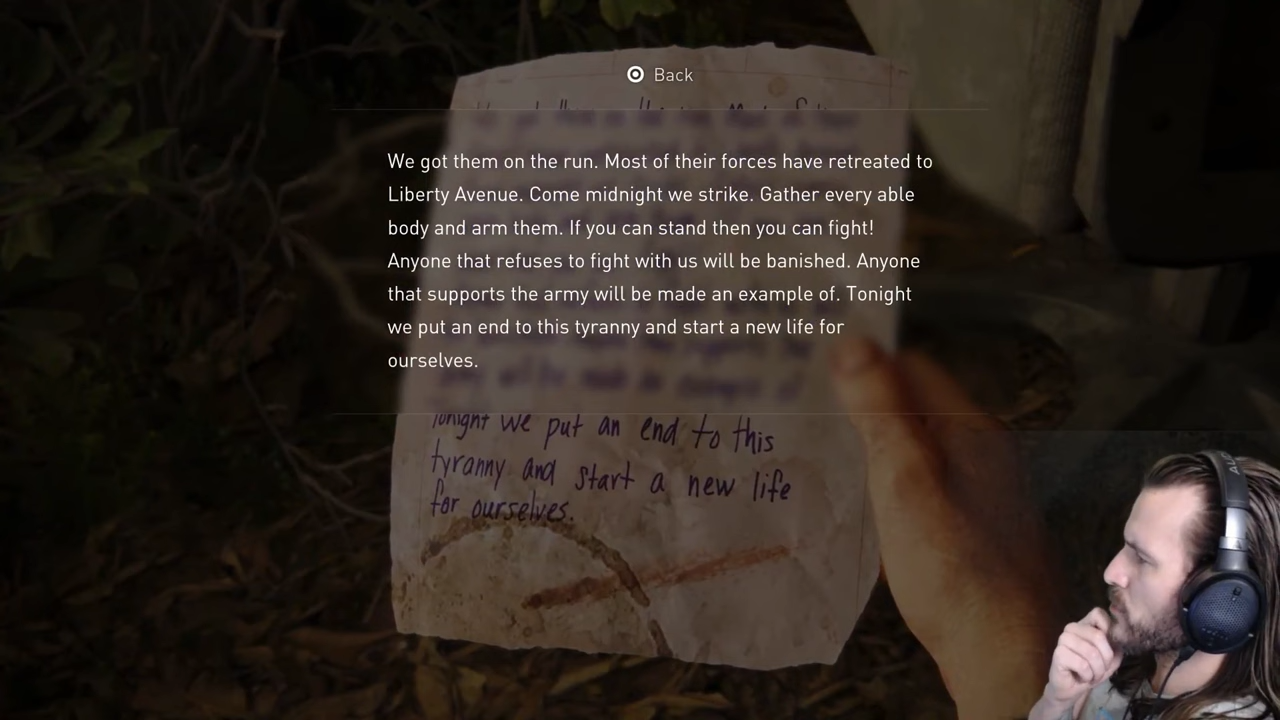 Back
We got them on the run. Most of their forces have retreated to
Liberty Avenue. Come midnight we strike. Gather every able
body and arm them. If you can stand then you can fight!
Anyone that refuses to fight with us will be banished. Anyone
that supports the army will be made an example of. Tonight
we put an end to this tyranny and start a new life for
ourselves.
Tonight we put an end to this
tyranny and start a new life
for ourselves.